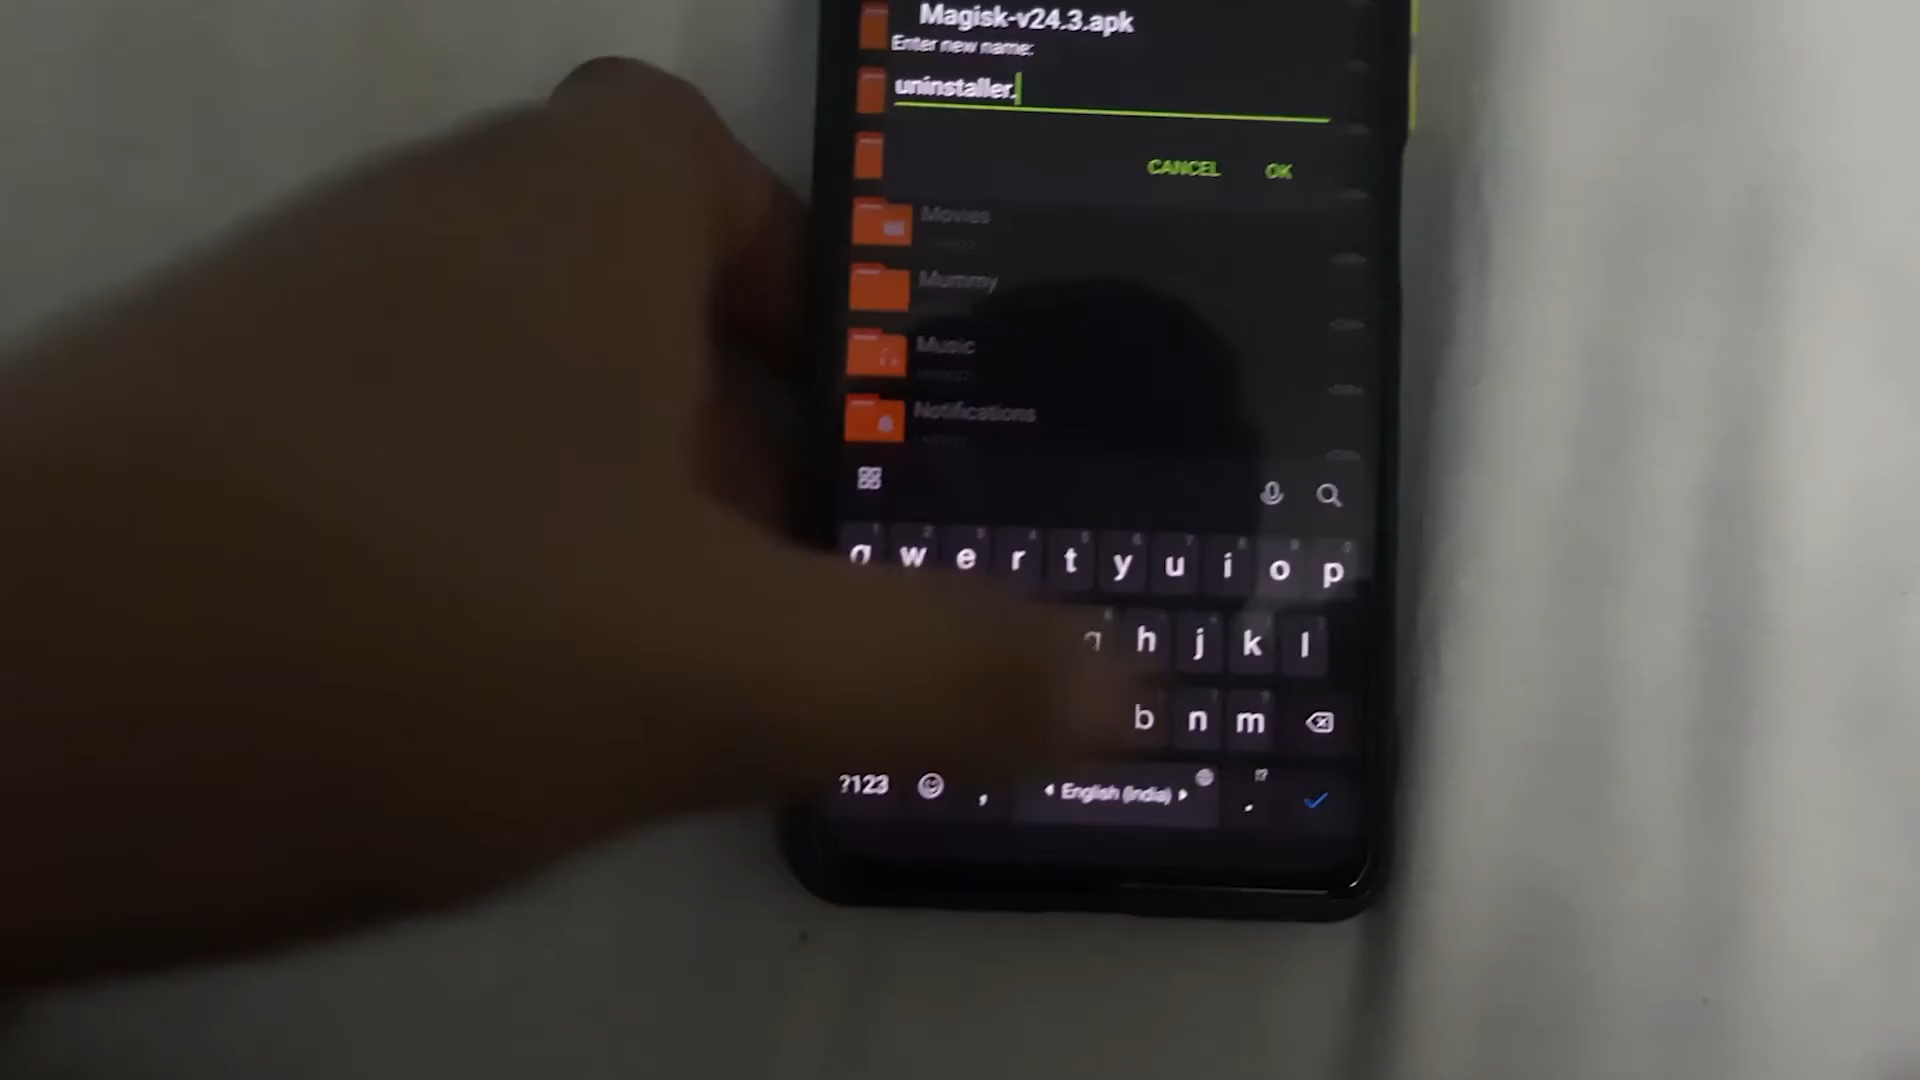 Magisk-v24.3.apk
Enter new name:
uninstaller.
CANCEL OK
Movies
Mummy
Music
Notifications
q w e r t y u i o p
g h j k l
b n m
?123 , English (India) .